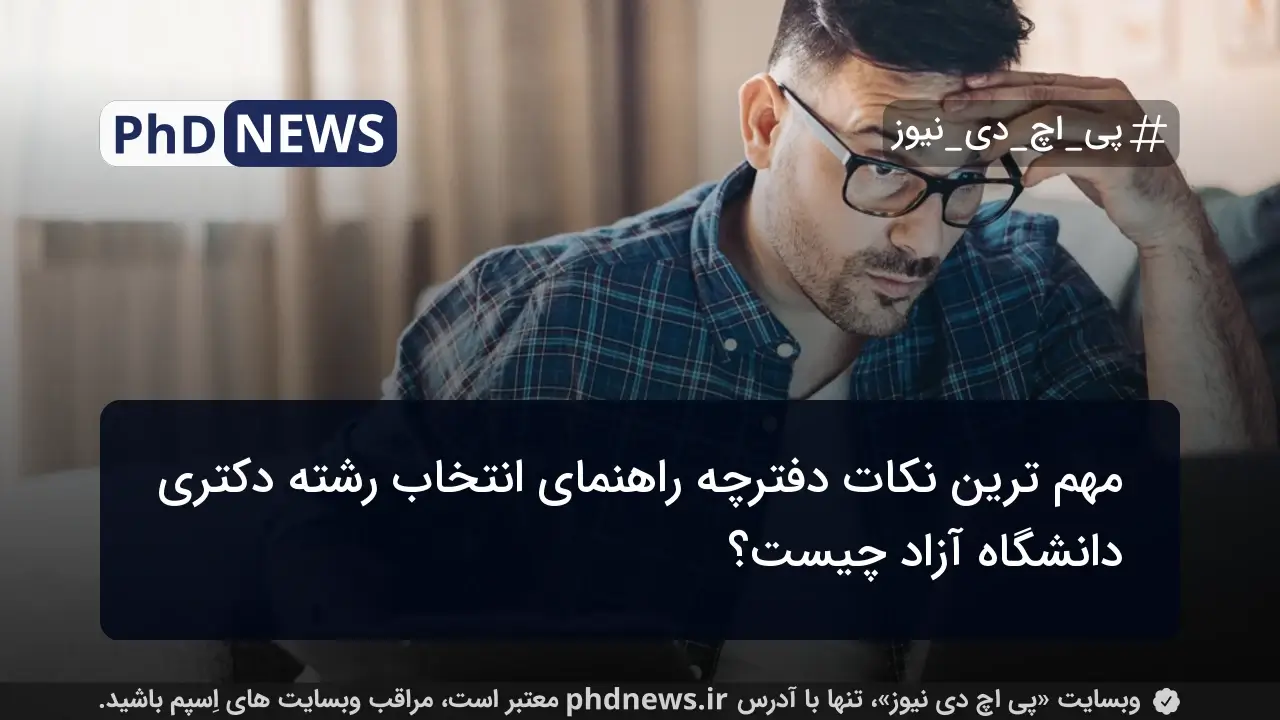 PhD NEWS
#پی_اچ_دی_نیوز
مهم ترین نکات دفترچه راهنمای انتخاب رشته دکتری
دانشگاه آزاد چیست؟
وبسایت «پی اچ دی نیوز»، تنها با آدرس phdnews.ir معتبر است، مراقب وبسایت های اِسپم باشید.